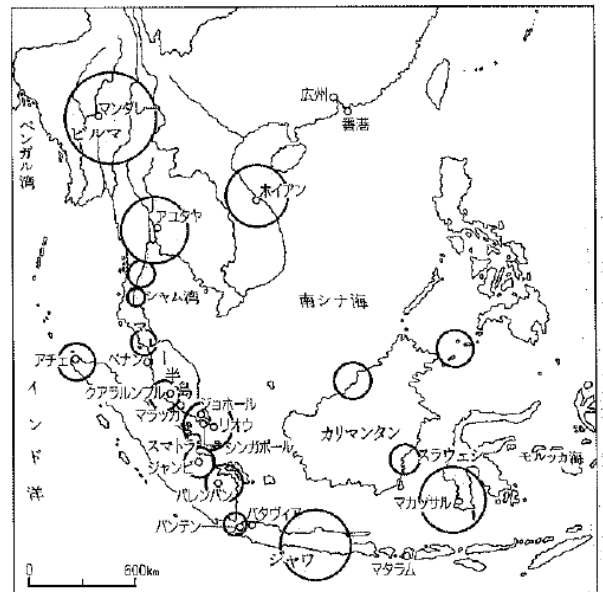 広州
香港
マンダレー
ビルマ
ベンガル湾
ホイアン
アユタヤ
シャム湾
南シナ海
マレー半島
アチェ
ペナン
クアラルンプル
マラッカ
ジョホール
リオウ
シンガポール
スマトラ
ジャンビ
パレンバン
カリマンタン
スラウェシ
モルッカ海
マカッサル
バタヴィア
バンテン
ジャワ
マタラム
インド洋
0 600km